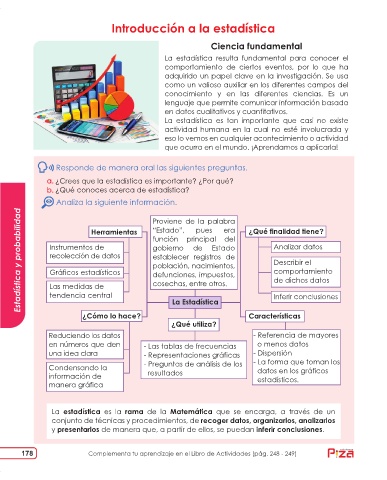 Introducción a la estadística
Ciencia fundamental
La estadística resulta fundamental para conocer el
comportamiento de ciertos eventos, por lo que ha
adquirido un papel clave en la investigación. Se usa
como un valioso auxiliar en los diferentes campos del
conocimiento y en las diferentes ciencias. Es un
lenguaje que permite comunicar información basada
en datos cualitativos y cuantitativos.
La estadística es tan importante que casi no existe
actividad humana en la cual no esté involucrada y
eso lo vemos en cualquier acontecimiento o actividad
que ocurra en el mundo. ¡Aprendamos a aplicarla!
Responde de manera oral las siguientes preguntas.
a. ¿Crees que la estadística es importante? ¿Por qué?
b. ¿Qué conoces acerca de estadística?
Analiza la siguiente información.
Estadística y probabilidad
Herramientas
Instrumentos de
recolección de datos
Gráficos estadísticos
Las medidas de
tendencia central
Proviene de la palabra
"Estado", pues era
función principal del
gobierno de Estado
establecer registros de
población, nacimientos,
defunciones, impuestos,
cosechas, entre otros.
¿Qué finalidad tiene?
Analizar datos
Describir el
comportamiento
de dichos datos
Inferir conclusiones
La Estadística
¿Cómo lo hace?
Reduciendo los datos
en números que den
una idea clara
Condensando la
información de
manera gráfica
¿Qué utiliza?
- Las tablas de frecuencias
- Representaciones gráficas
- Preguntas de análisis de los
resultados
Características
- Referencia de mayores
o menos datos
- Dispersión
- La forma que toman los
datos en los gráficos
estadísticos.
La estadística es la rama de la Matemática que se encarga, a través de un
conjunto de técnicas y procedimientos, de recoger datos, organizarlos, analizarlos
y presentarlos de manera que, a partir de ellos, se puedan inferir conclusiones.
178
Complementa tu aprendizaje en el Libro de Actividades (pág. 248 - 249)